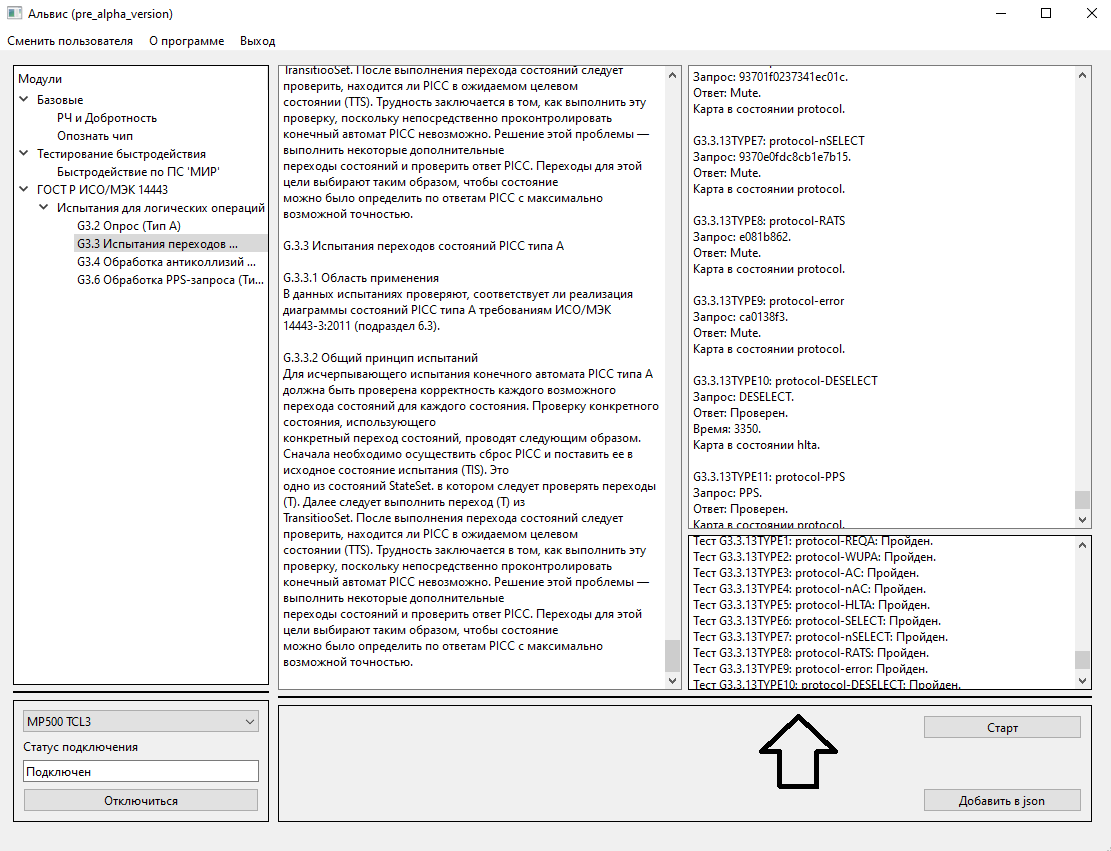 Альвис (pre_alpha_version)
Сменить пользователя О программе Выход
Модули
Базовые
РЧ и Добротность
Опознать чип
Тестирование быстродействия
Быстродействие по ПС 'МИР'
ГОСТ Р ИСО/МЭК 14443
Испытания для логических операций
G3.2 Опрос (Тип А)
G3.3 Испытания переходов ...
G3.4 Обработка антиколлизий ...
G3.6 Обработка PPS-запроса (Ти...
TransitiooSet. После выполнения перехода состояний следует
проверить, находится ли PICC в ожидаемом целевом
состоянии (TTS). Трудность заключается в том, как выполнить эту
проверку, поскольку непосредственно проконтролировать
конечный автомат PICC невозможно. Решение этой проблемы —
выполнить некоторые дополнительные
переходы состояний и проверить ответ PICC. Переходы для этой
цели выбирают таким образом, чтобы состояние
можно было определить по ответам PICC с максимально
возможной точностью.
G.3.3 Испытания переходов состояний PICC типа А
G.3.3.1 Область применения
В данных испытаниях проверяют, соответствует ли реализация
диаграммы состояний PICC типа А требованиям ИСО/МЭК
14443-3:2011 (подраздел 6.3).
G.3.3.2 Общий принцип испытаний
Для исчерпывающего испытания конечного автомата PICC типа А
должна быть проверена корректность каждого возможного
перехода состояний для каждого состояния. Проверку конкретного
состояния, использующего
конкретный переход состояний, проводят следующим образом.
Сначала необходимо осуществить сброс PICC и поставить ее в
исходное состояние испытания (TIS). Это
одно из состояний StateSet. в котором следует проверять переходы
(Т). Далее следует выполнить переход (Т) из
TransitiooSet. После выполнения перехода состояний следует
проверить, находится ли PICC в ожидаемом целевом
состоянии (TTS). Трудность заключается в том, как выполнить эту
проверку, поскольку непосредственно проконтролировать
конечный автомат PICC невозможно. Решение этой проблемы —
выполнить некоторые дополнительные
переходы состояний и проверить ответ PICC. Переходы для этой
цели выбирают таким образом, чтобы состояние
можно было определить по ответам PICC с максимально
возможной точностью.
Запрос: 93701f0237341ec01c.
Ответ: Mute.
Карта в состоянии protocol.
G3.3.13TYPE7: protocol-nSELECT
Запрос: 9370e0fdc8cb1e7b15.
Ответ: Mute.
Карта в состоянии protocol.
G3.3.13TYPE8: protocol-RATS
Запрос: e081b862.
Ответ: Mute.
Карта в состоянии protocol.
G3.3.13TYPE9: protocol-error
Запрос: ca0138f3.
Ответ: Mute.
Карта в состоянии protocol.
G3.3.13TYPE10: protocol-DESELECT
Запрос: DESELECT.
Ответ: Проверен.
Время: 3350.
Карта в состоянии hlta.
G3.3.13TYPE11: protocol-PPS
Запрос: PPS.
Ответ: Проверен.
Карта в состоянии protocol.
Тест G3.3.13TYPE1: protocol-REQA: Пройден.
Тест G3.3.13TYPE2: protocol-WUPA: Пройден.
Тест G3.3.13TYPE3: protocol-AC: Пройден.
Тест G3.3.13TYPE4: protocol-nAC: Пройден.
Тест G3.3.13TYPE5: protocol-HLTA: Пройден.
Тест G3.3.13TYPE6: protocol-SELECT: Пройден.
Тест G3.3.13TYPE7: protocol-nSELECT: Пройден.
Тест G3.3.13TYPE8: protocol-RATS: Пройден.
Тест G3.3.13TYPE9: protocol-error: Пройден.
Тест G3.3.13TYPE10: protocol-DESELECT: Пройден.
MP500 TCL3
Статус подключения
Подключен
Отключиться
Старт
Добавить в json